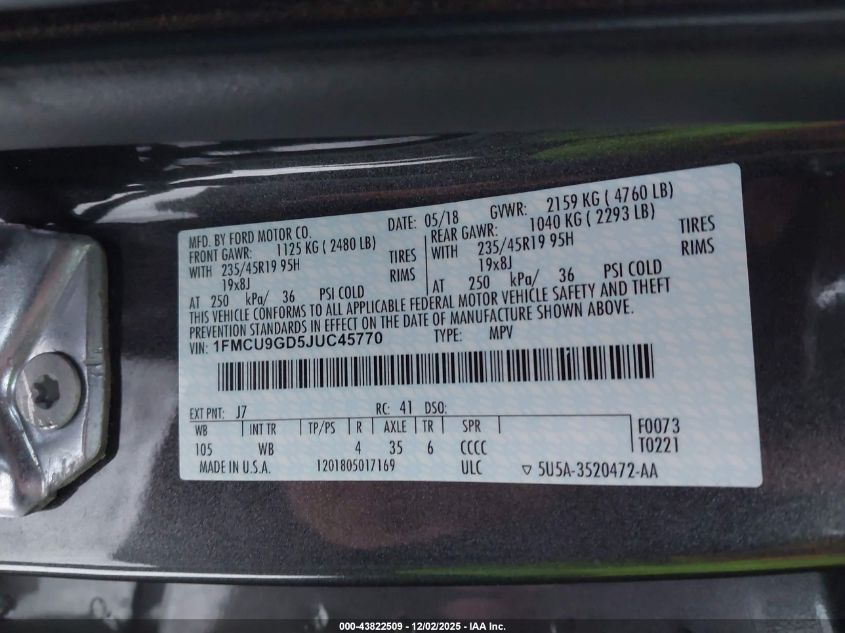 MFD. BY FORD MOTOR CO. DATE: 05/18 GVWR: 2159 KG ( 4760 LB)
FRONT GAWR: 1125 KG ( 2480 LB) REAR GAWR: 1040 KG ( 2293 LB)
WITH 235/45R19 95H TIRES WITH 235/45R19 95H TIRES
19x8J RIMS 19x8J RIMS
AT 250 kPa/ 36 PSI COLD AT 250 kPa/ 36 PSI COLD
THIS VEHICLE CONFORMS TO ALL APPLICABLE FEDERAL MOTOR VEHICLE SAFETY AND THEFT
PREVENTION STANDARDS IN EFFECT ON THE DATE OF MANUFACTURE SHOWN ABOVE.
VIN: 1FMCU9GD5JUC45770 TYPE: MPV
EXT PNT: J7 RC: 41 DSO:
WB INT TR TP/PS R AXLE TR SPR F0073
105 WB 4 35 6 CCCC T0221
MADE IN U.S.A. 1201805017169 ULC ▽ 5U5A-3520472-AA
000-43822509 - 12/02/2025 - IAA Inc.